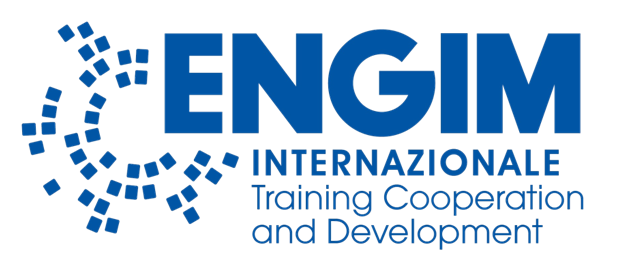 ENGIM
INTERNAZIONALE
Training Cooperation
and Development